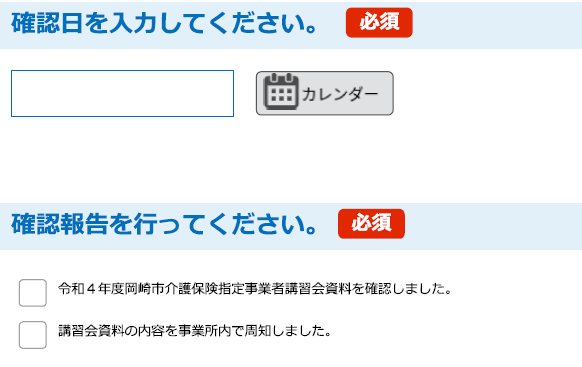 確認日を入力してください。 必須
カレンダー
確認報告を行ってください。 必須
令和４年度岡崎市介護保険指定事業者講習会資料を確認しました。
講習会資料の内容を事業所内で周知しました。